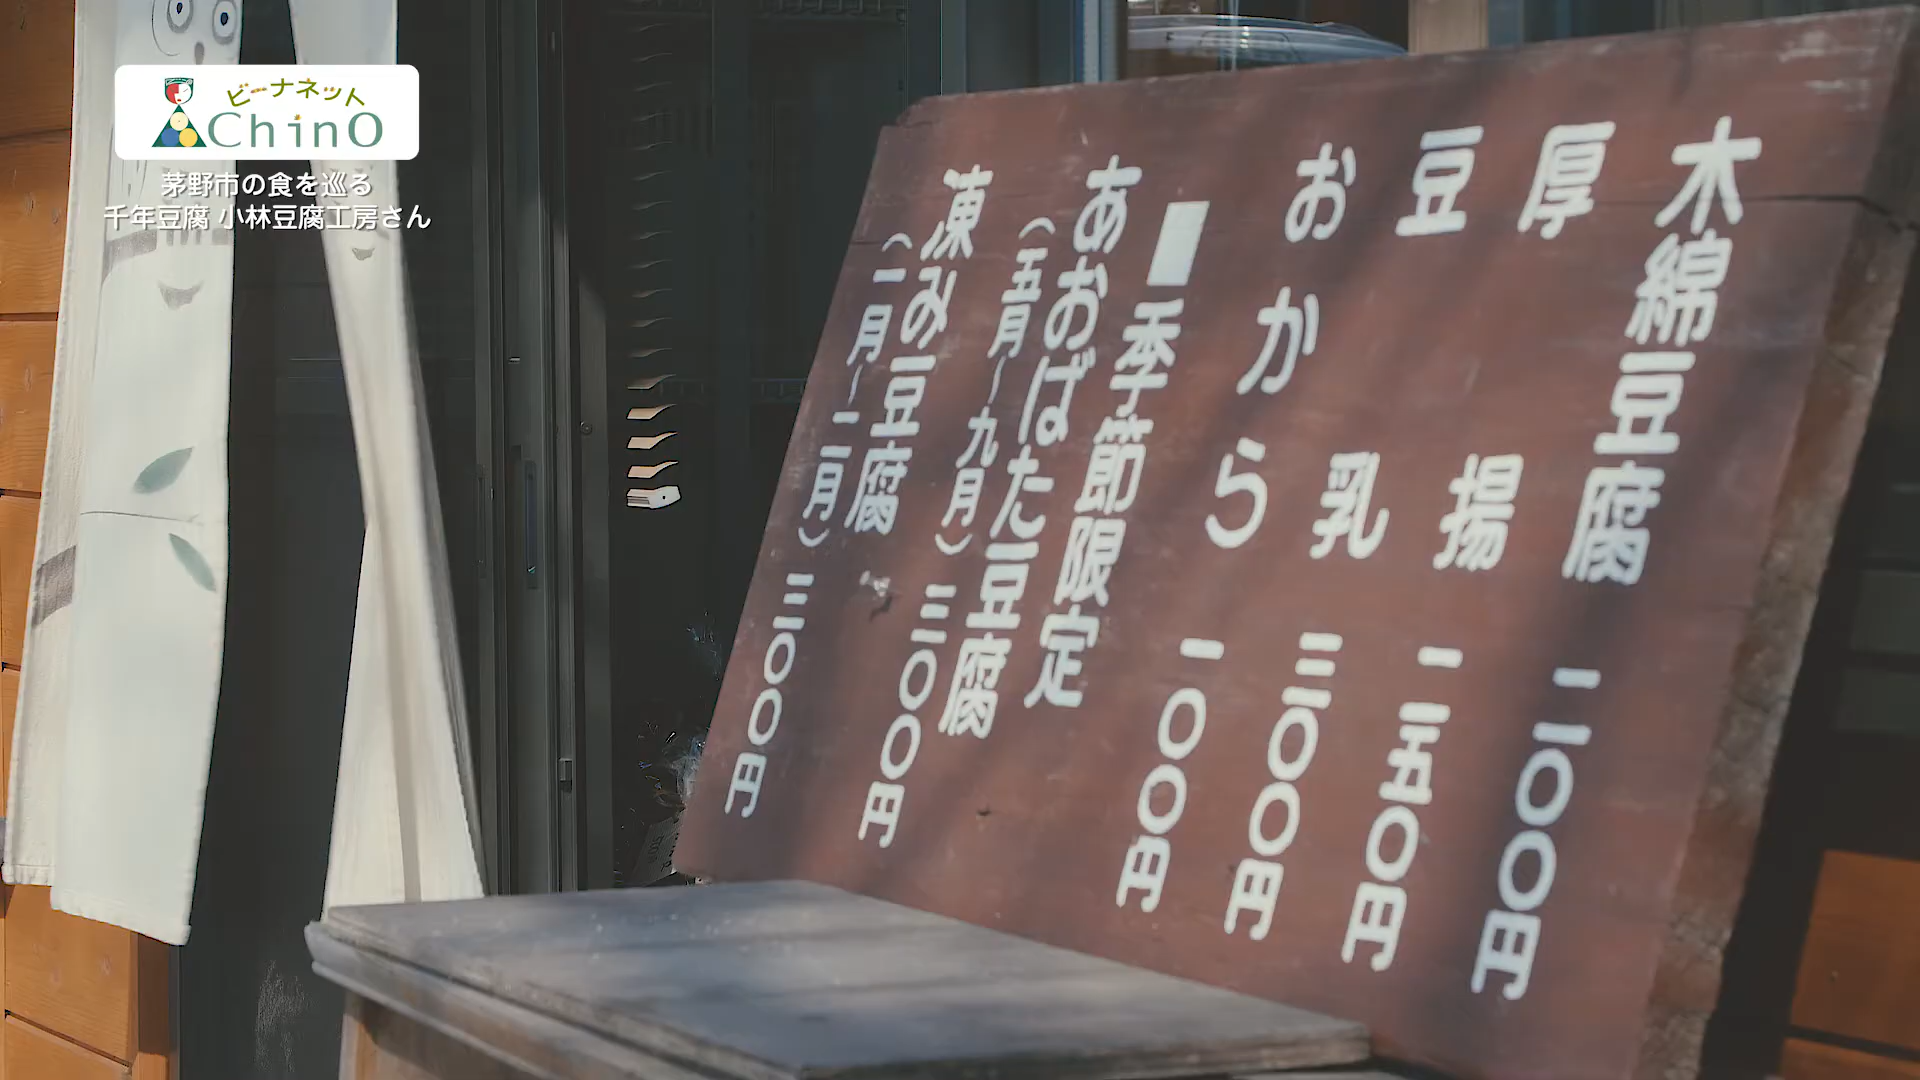 ビーナネット
ChinO
茅野市の食を巡る
千年豆腐 小林豆腐工房さん
木綿豆腐 二〇〇円
厚揚 一五〇円
豆乳 三〇〇円
おから 一〇〇円
■季節限定
あおばた豆腐
（五月〜九月） 三〇〇円
凍み豆腐
（一月〜二月） 三〇〇円